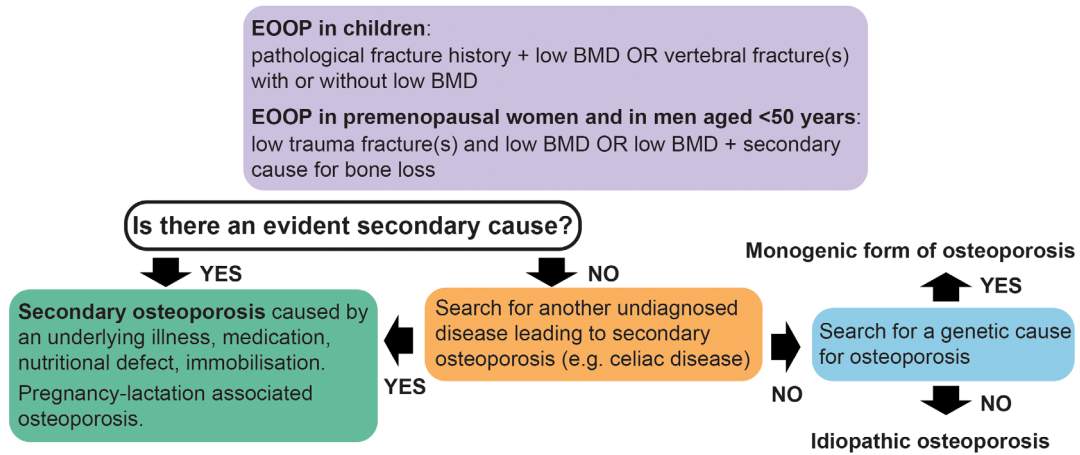 EOOP in children:
pathological fracture history + low BMD OR vertebral fracture(s)
with or without low BMD
EOOP in premenopausal women and in men aged <50 years:
low trauma fracture(s) and low BMD OR low BMD + secondary
cause for bone loss
Is there an evident secondary cause?
YES
NO
Secondary osteoporosis caused by
an underlying illness, medication,
nutritional defect, immobilisation.
Pregnancy-lactation associated
osteoporosis.
YES
Search for another undiagnosed
disease leading to secondary
osteoporosis (e.g. celiac disease)
NO
Monogenic form of osteoporosis
YES
Search for a genetic cause
for osteoporosis
NO
Idiopathic osteoporosis